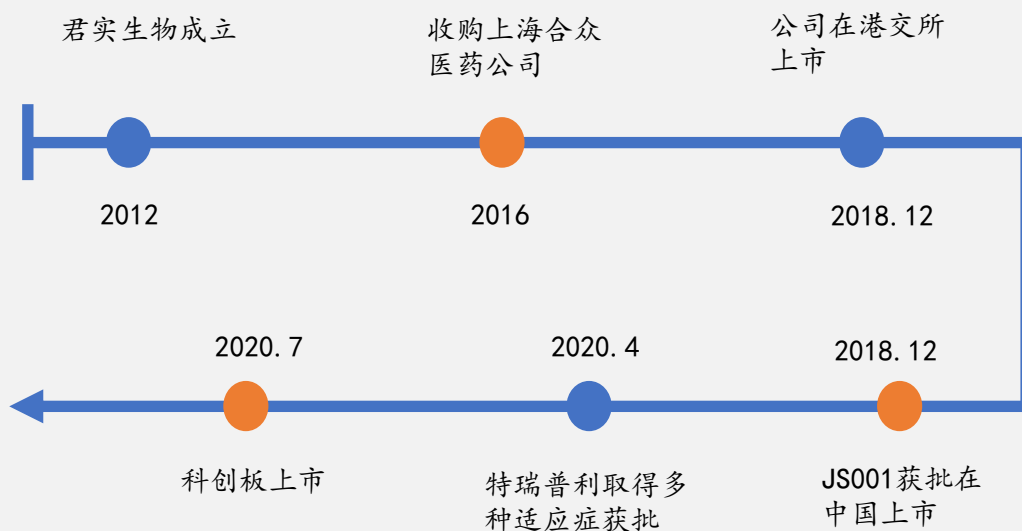 君实生物成立
收购上海合众
医药公司
公司在港交所
上市
2012
2016
2018.12
2020.7
2020.4
2018.12
科创板上市
特瑞普利取得多
种适应症获批
JS001获批在
中国上市